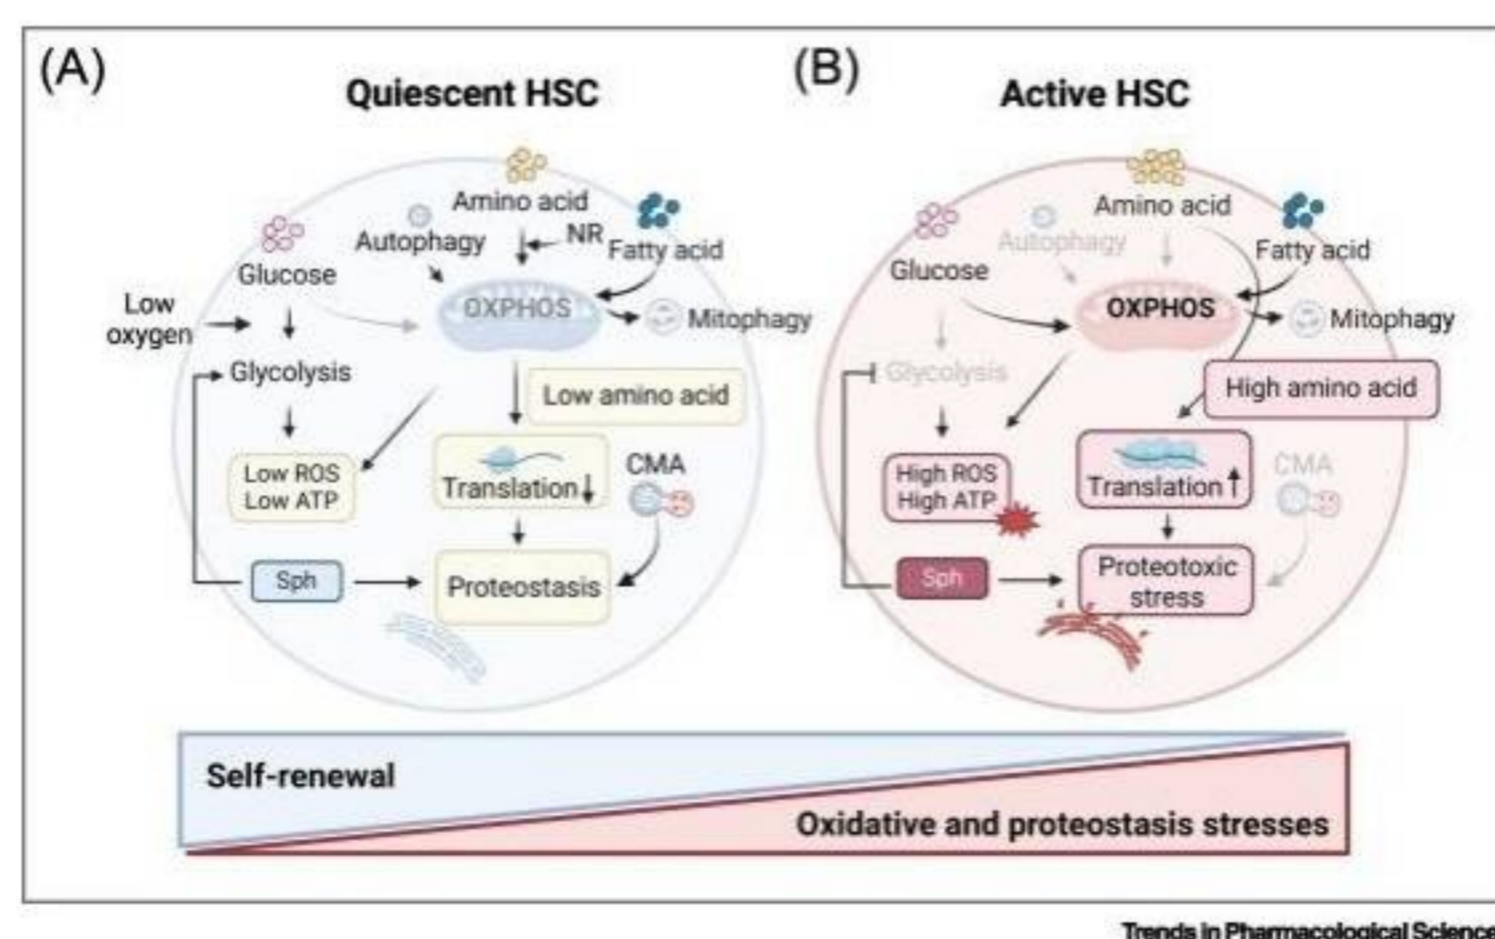 (A)
Quiescent HSC
Amino acid
Autophagy
NR
Fatty acid
Glucose
Low
oxygen
OXPHOS
Mitophagy
Glycolysis
Low amino acid
Low ROS
Low ATP
Translation↓
CMA
Sph
Proteostasis
(B)
Active HSC
Amino acid
Autophagy
Fatty acid
Glucose
OXPHOS
Mitophagy
Glycolysis
High amino acid
High ROS
High ATP
Translation↑
CMA
Sph
Proteotoxic
stress
Self-renewal
Oxidative and proteostasis stresses
Trends in Pharmacological Science